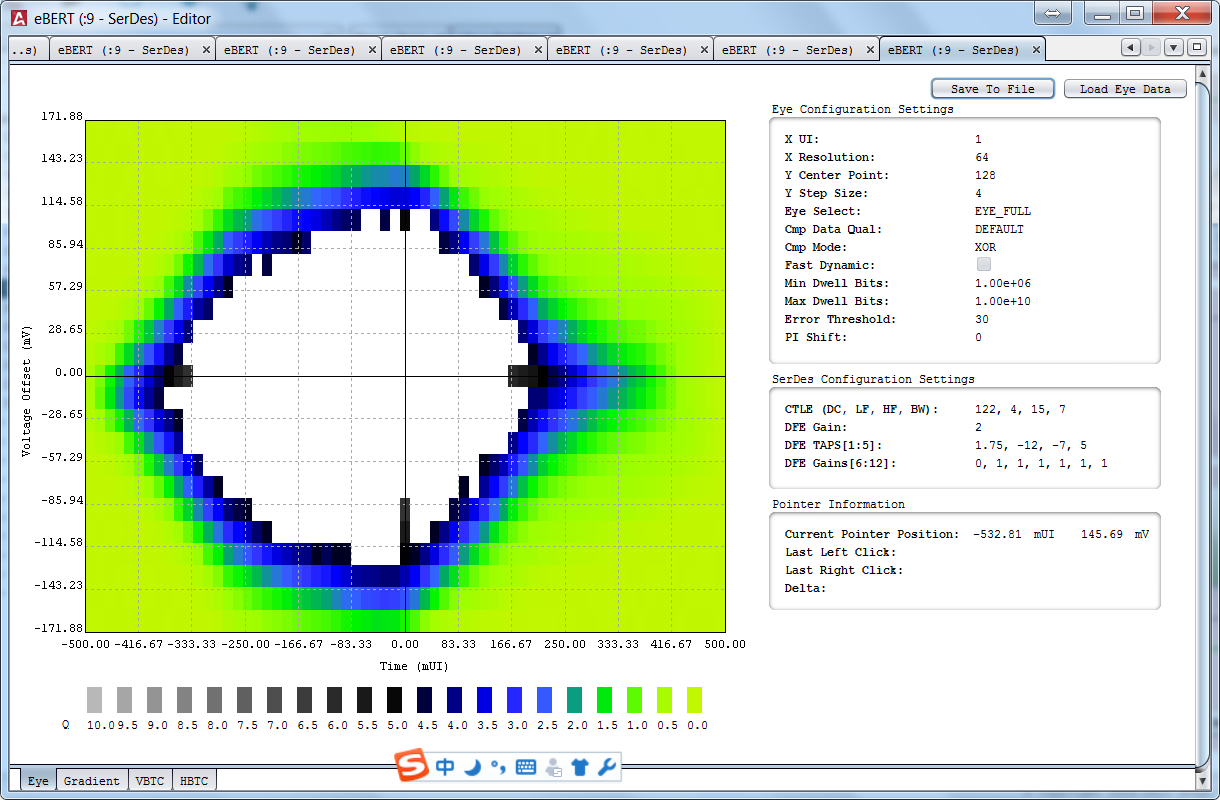 eBERT (:9 - SerDes) - Editor
..s) eBERT (:9 - SerDes) eBERT (:9 - SerDes) eBERT (:9 - SerDes) eBERT (:9 - SerDes) eBERT (:9 - SerDes) eBERT (:9 - SerDes)
Save To File Load Eye Data
Eye Configuration Settings
X UI: 1
X Resolution: 64
Y Center Point: 128
Y Step Size: 4
Eye Select: EYE_FULL
Cmp Data Qual: DEFAULT
Cmp Mode: XOR
Fast Dynamic:
Min Dwell Bits: 1.00e+06
Max Dwell Bits: 1.00e+10
Error Threshold: 30
PI Shift: 0
SerDes Configuration Settings
CTLE (DC, LF, HF, BW): 122, 4, 15, 7
DFE Gain: 2
DFE TAPS[1:5]: 1.75, -12, -7, 5
DFE Gains[6:12]: 0, 1, 1, 1, 1, 1, 1
Pointer Information
Current Pointer Position: -532.81 mUI 145.69 mV
Last Left Click:
Last Right Click:
Delta:
171.88
143.23
114.58
85.94
57.29
28.65
0.00
-28.65
-57.29
-85.94
-114.58
-143.23
-171.88
Voltage Offset (mV)
-500.00 -416.67 -333.33 -250.00 -166.67 -83.33 0.00 83.33 166.67 250.00 333.33 416.67 500.00
Time (mUI)
Q 10.0 9.5 9.0 8.5 8.0 7.5 7.0 6.5 6.0 5.5 5.0 4.5 4.0 3.5 3.0 2.5 2.0 1.5 1.0 0.5 0.0
中
Eye Gradient VBTC HBTC